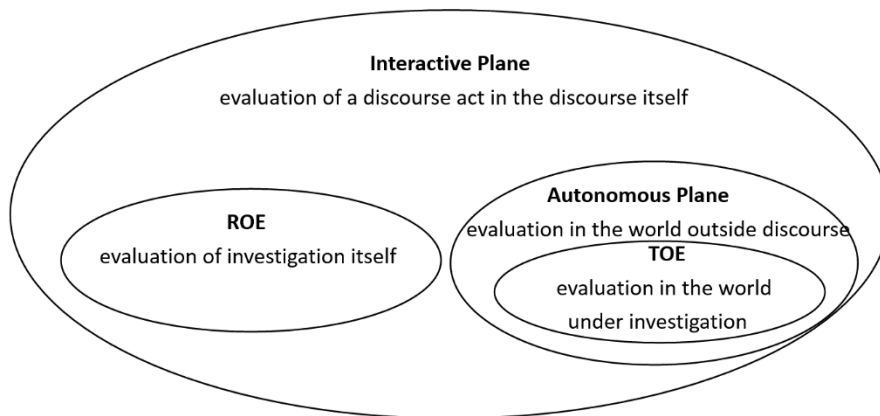 Interactive Plane
evaluation of a discourse act in the discourse itself
ROE
evaluation of investigation itself
Autonomous Plane
evaluation in the world outside discourse
TOE
evaluation in the world
under investigation